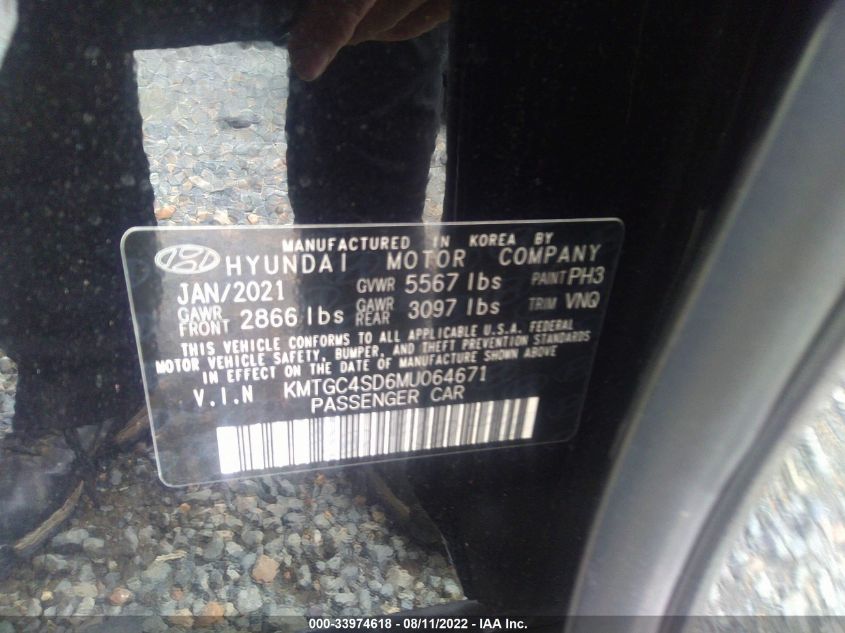 MANUFACTURED IN KOREA BY
HYUNDAI MOTOR COMPANY
JAN/2021 GVWR 5567 lbs PAINT PH3
GAWR FRONT 2866 lbs GAWR REAR 3097 lbs TRIM VNQ
THIS VEHICLE CONFORMS TO ALL APPLICABLE U.S.A. FEDERAL
MOTOR VEHICLE SAFETY, BUMPER, AND THEFT PREVENTION STANDARDS
IN EFFECT ON THE DATE OF MANUFACTURE SHOWN ABOVE
V.I.N KMTGC4SD6MU064671
PASSENGER CAR
000-33974618 - 08/11/2022 - IAAI Inc.